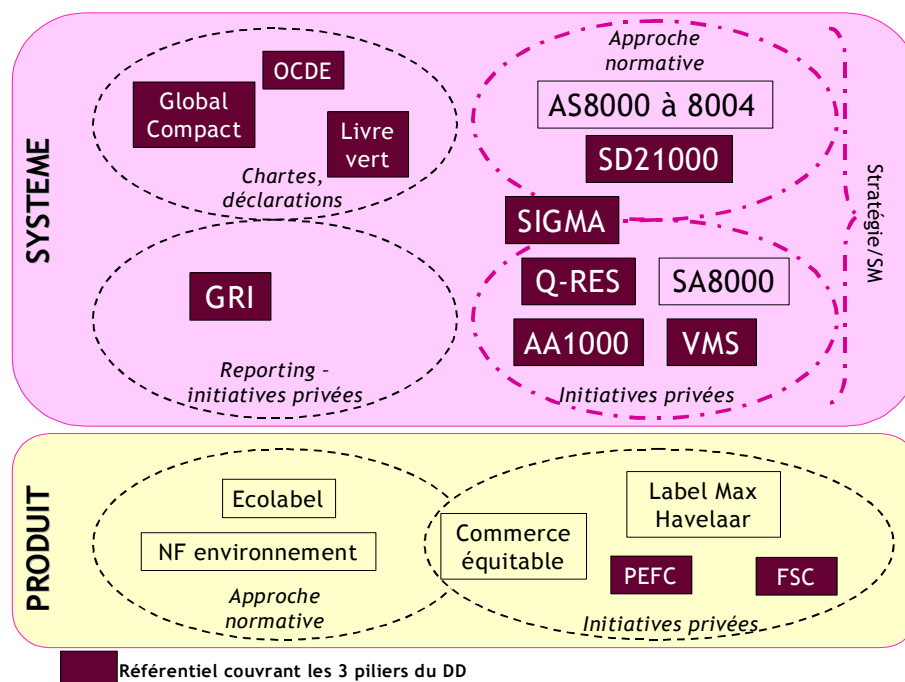 SYSTEME
OCDE
Global
Compact
Livre
vert
Chartes,
déclarations
Approche
normative
AS8000 à 8004
SD21000
SIGMA
Stratégie/SM
GRI
Reporting –
initiatives privées
Q-RES
SA8000
AA1000
VMS
Initiatives privées
PRODUIT
Ecolabel
NF environnement
Approche
normative
Commerce
équitable
Label Max
Havelaar
PEFC
FSC
Initiatives privées
Référentiel couvrant les 3 piliers du DD